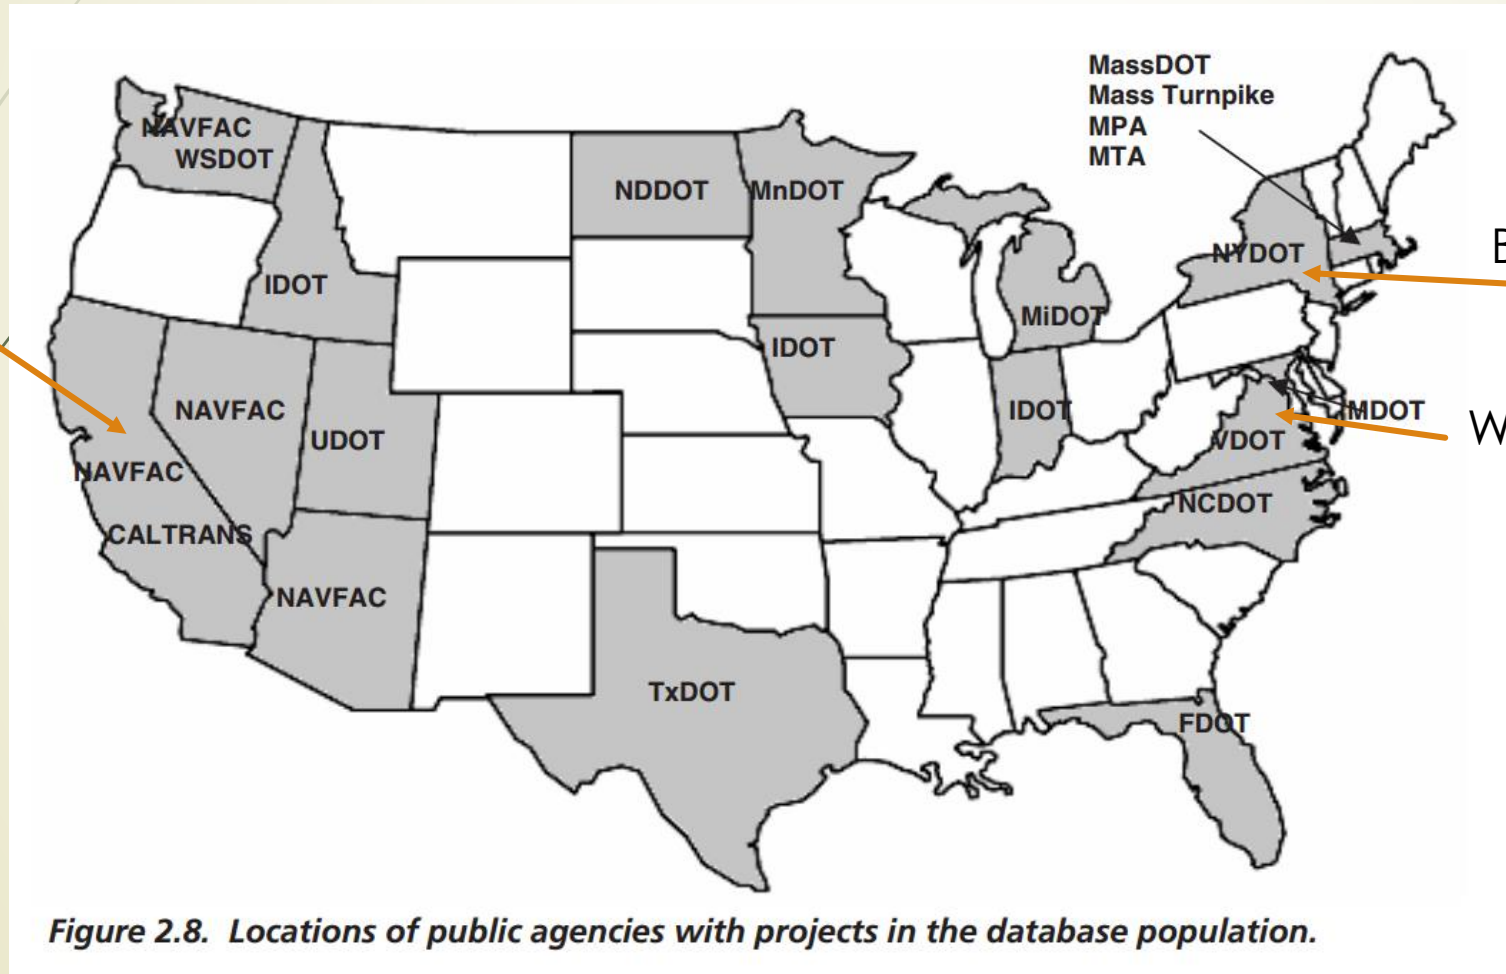 MassDOT
Mass Turnpike
MPA
MTA
NAVFAC
WSDOT
NDDOT
MnDOT
NYDOT
IDOT
MiDOT
IDOT
NAVFAC
UDOT
IDOT
MDOT
VDOT
NAVFAC
NCDOT
CALTRANS
NAVFAC
TxDOT
FDOT
B
W
Figure 2.8. Locations of public agencies with projects in the database population.